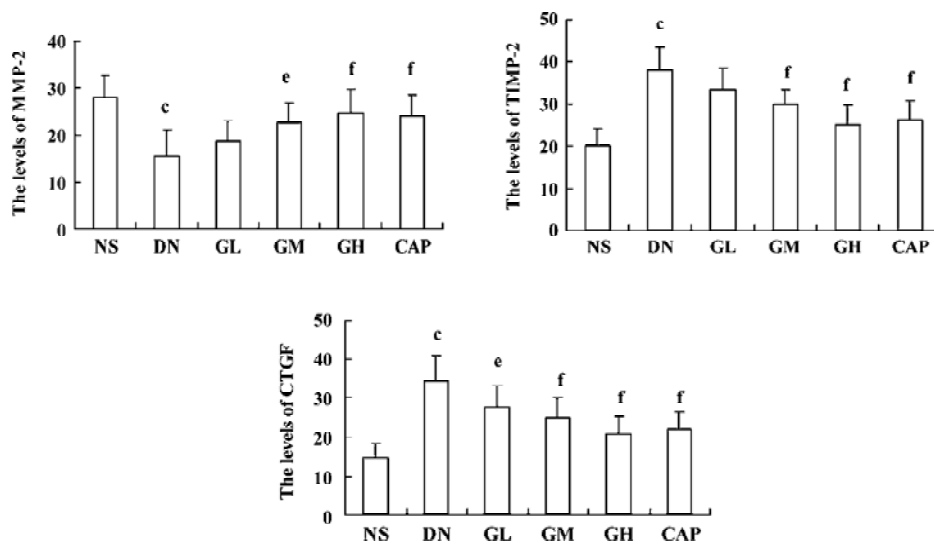 The levels of MMP-2
40
30
20
10
0
c
e
f
f
NS DN GL GM GH CAP
The levels of TIMP-2
50
40
30
20
10
0
c
f
f
f
NS DN GL GM GH CAP
The levels of CTGF
50
40
30
20
10
0
c
e
f
f
f
NS DN GL GM GH CAP